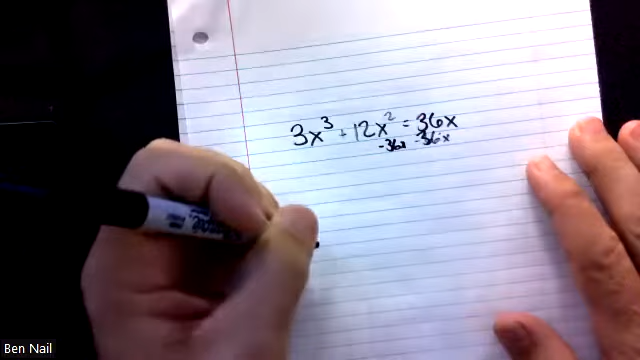 3x³ + 12x² = 36x
-36x -36x
Ben Nail